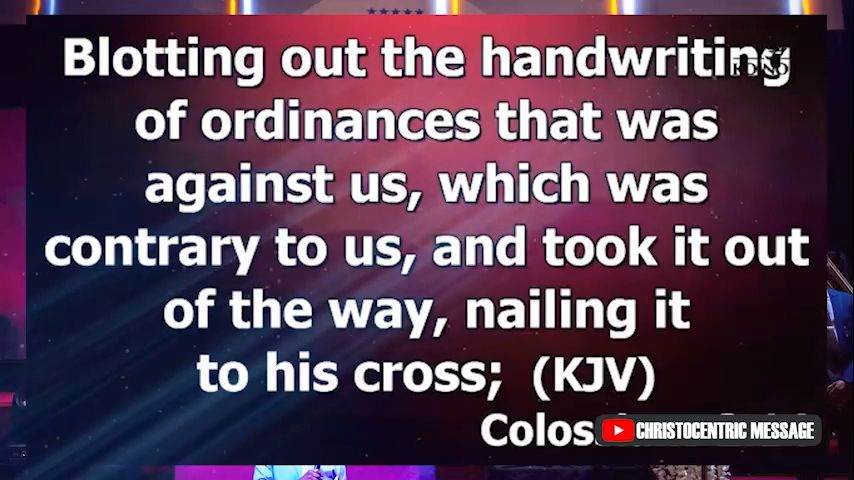 Blotting out the handwriting
of ordinances that was
against us, which was
contrary to us, and took it out
of the way, nailing it
to his cross; (KJV)
CHRISTOCENTRIC MESSAGE